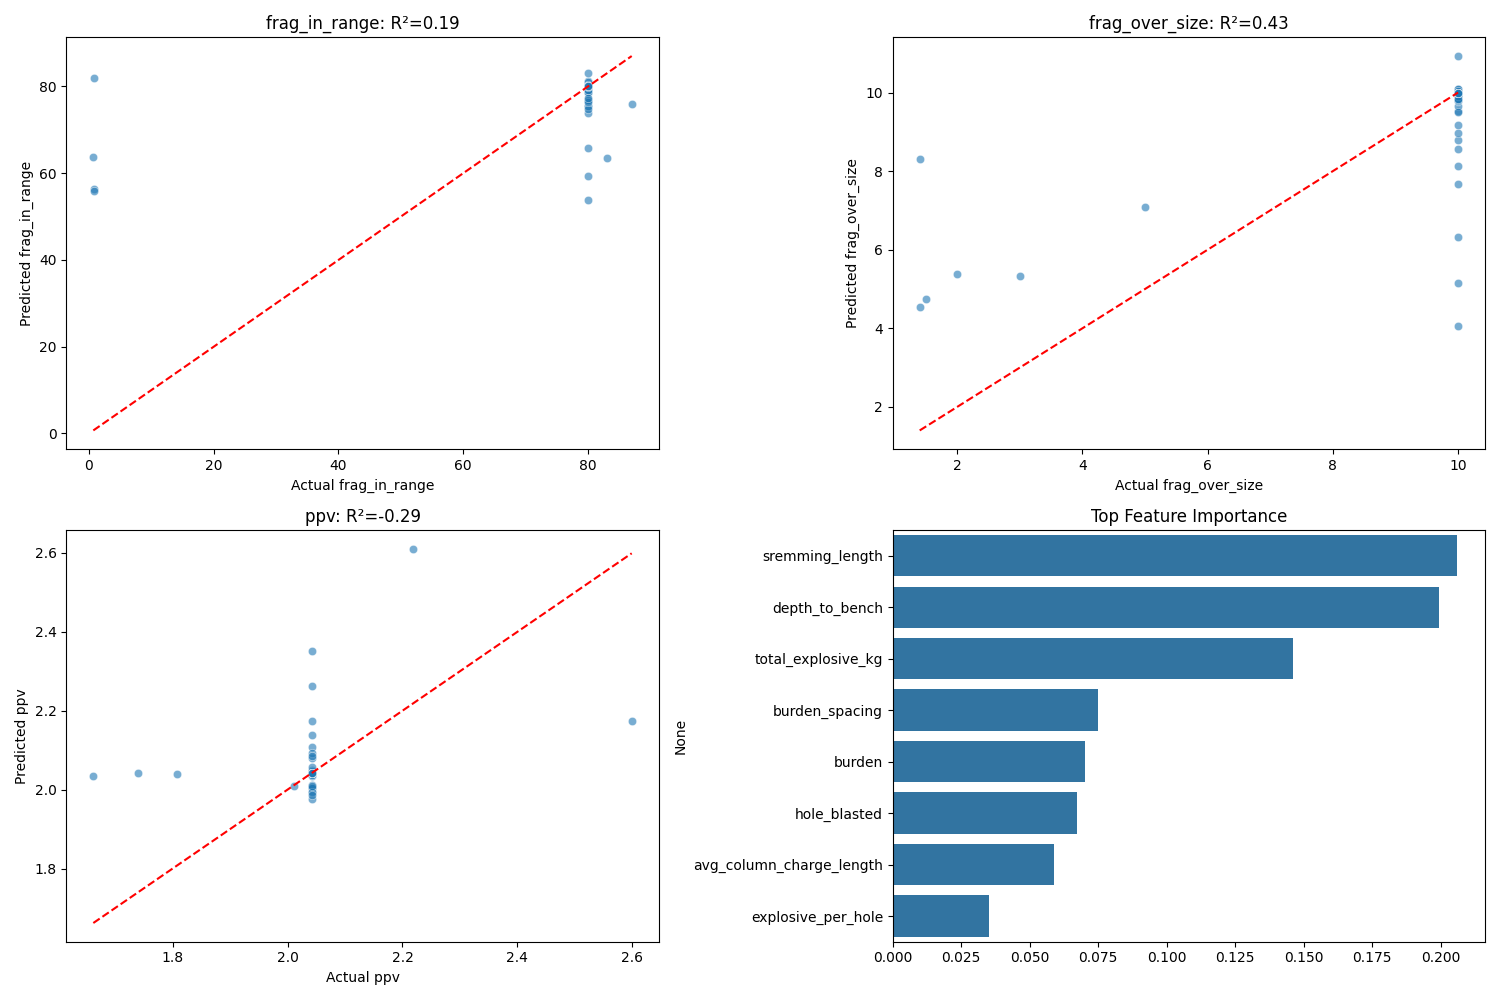 frag_in_range: R²=0.19
Predicted frag_in_range
80
60
40
20
0
0 20 40 60 80
Actual frag_in_range
frag_over_size: R²=0.43
Predicted frag_over_size
10
8
6
4
2
2 4 6 8 10
Actual frag_over_size
ppv: R²=-0.29
Predicted ppv
2.6
2.4
2.2
2.0
1.8
1.8 2.0 2.2 2.4 2.6
Actual ppv
Top Feature Importance
None
sremming_length
depth_to_bench
total_explosive_kg
burden_spacing
burden
hole_blasted
avg_column_charge_length
explosive_per_hole
0.000 0.025 0.050 0.075 0.100 0.125 0.150 0.175 0.200